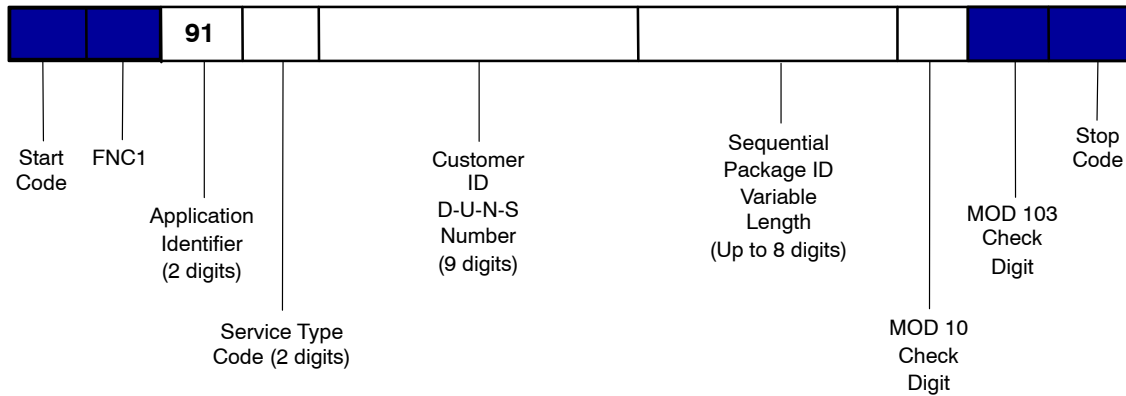 91
Start
Code
FNC1
Application
Identifier
(2 digits)
Service Type
Code (2 digits)
Customer
ID
D-U-N-S
Number
(9 digits)
Sequential
Package ID
Variable
Length
(Up to 8 digits)
MOD 10
Check
Digit
MOD 103
Check
Digit
Stop
Code